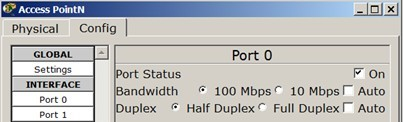 Access PointN
Physical Config
GLOBAL
Settings
INTERFACE
Port 0
Port 1
Port 0
Port Status On
Bandwidth 100 Mbps 10 Mbps Auto
Duplex Half Duplex Full Duplex Auto